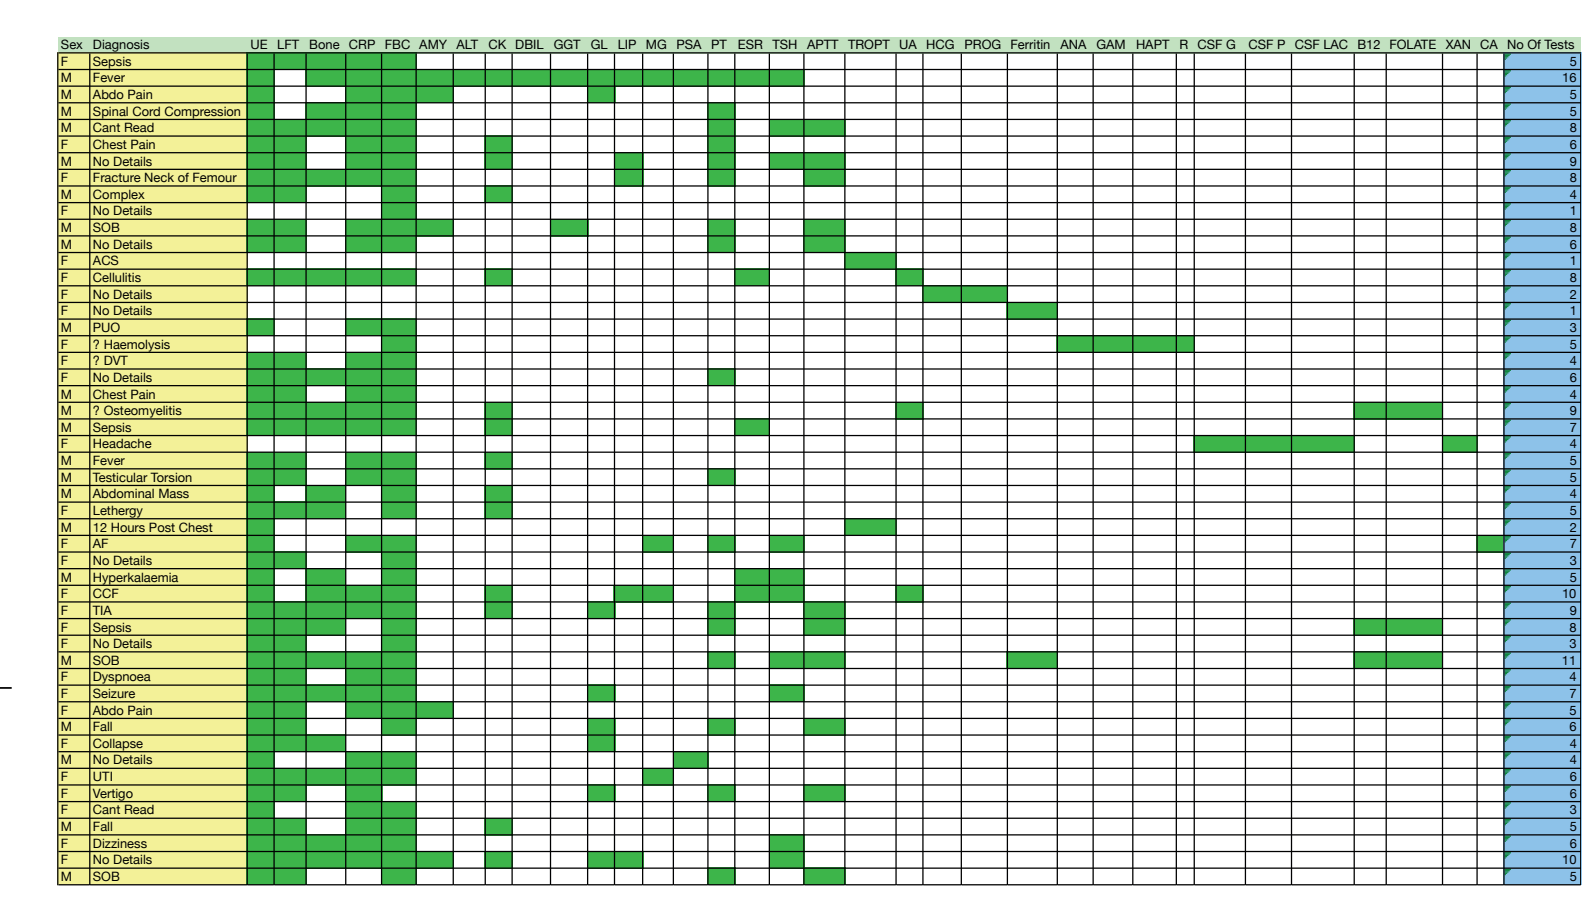 Sex Diagnosis UE LFT Bone CRP FBC AMY ALT CK DBIL GGT GL LIP MG PSA PT ESR TSH APTT TROPT UA HCG PROG Ferritin ANA GAM HAPT R CSF G CSF P CSF LAC B12 FOLATE XAN CA No Of Tests
F Sepsis 5
M Fever 16
M Abdo Pain 5
M Spinal Cord Compression 5
M Cant Read 8
F Chest Pain 6
M No Details 9
F Fracture Neck of Femour 8
M Complex 4
F No Details 1
M SOB 8
M No Details 6
F ACS 1
F Cellulitis 8
F No Details 2
F No Details 1
M PUO 3
F ? Haemolysis 5
F ? DVT 4
F No Details 6
M Chest Pain 4
M ? Osteomyelitis 9
M Sepsis 7
F Headache 4
M Fever 5
M Testicular Torsion 5
M Abdominal Mass 4
F Lethergy 5
M 12 Hours Post Chest 2
F AF 7
F No Details 3
M Hyperkalaemia 5
F CCF 10
F TIA 9
F Sepsis 8
F No Details 3
M SOB 11
F Dyspnoea 4
F Seizure 7
F Abdo Pain 5
M Fall 6
F Collapse 4
M No Details 4
F UTI 6
F Vertigo 6
F Cant Read 3
M Fall 5
F Dizziness 6
F No Details 10
M SOB 5